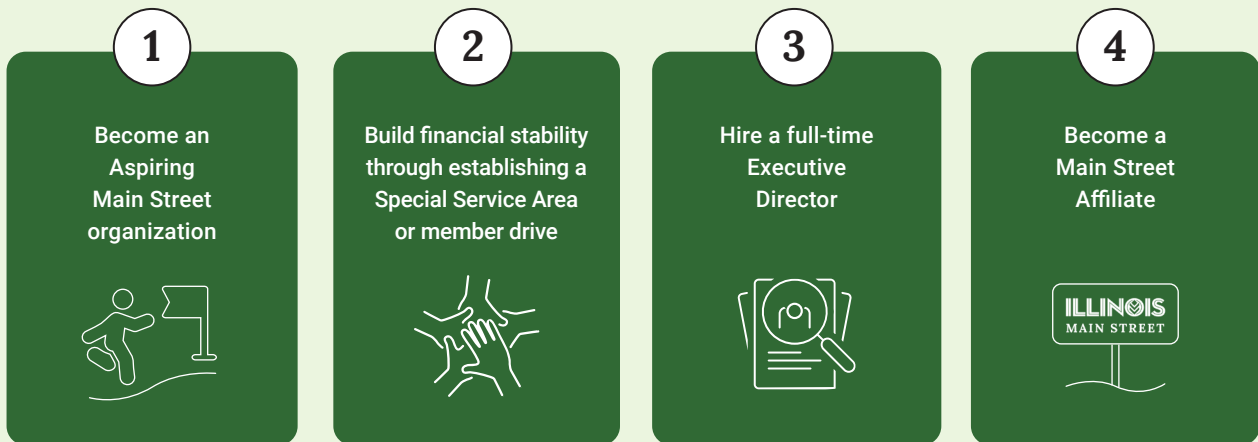 1
Become an
Aspiring
Main Street
organization
2
Build financial stability
through establishing a
Special Service Area
or member drive
3
Hire a full-time
Executive
Director
4
Become a
Main Street
Affiliate
ILLINOIS
MAIN STREET